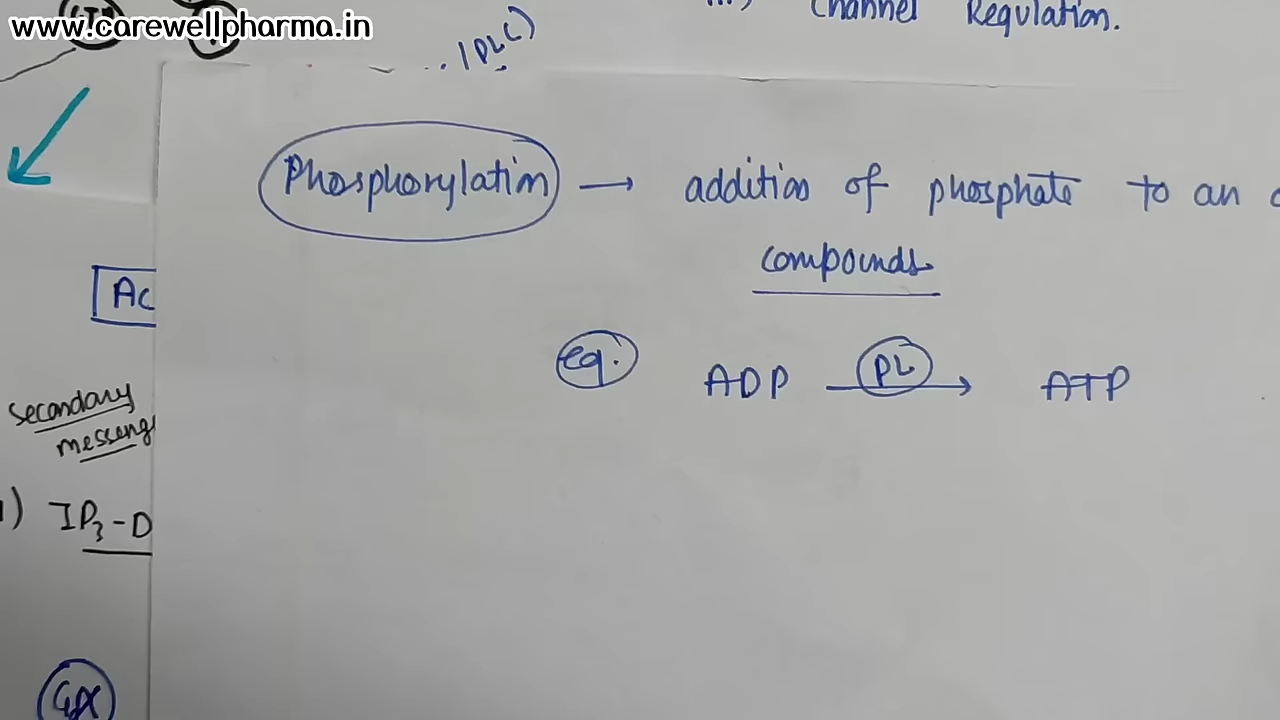 www.carewellpharma.in
Channel Regulation.
(PLC)
Phosphorylation → addition of phosphate to an
compounds.
Ac
eg. ADP PL → ATP
secondary
messeng
IP3-D